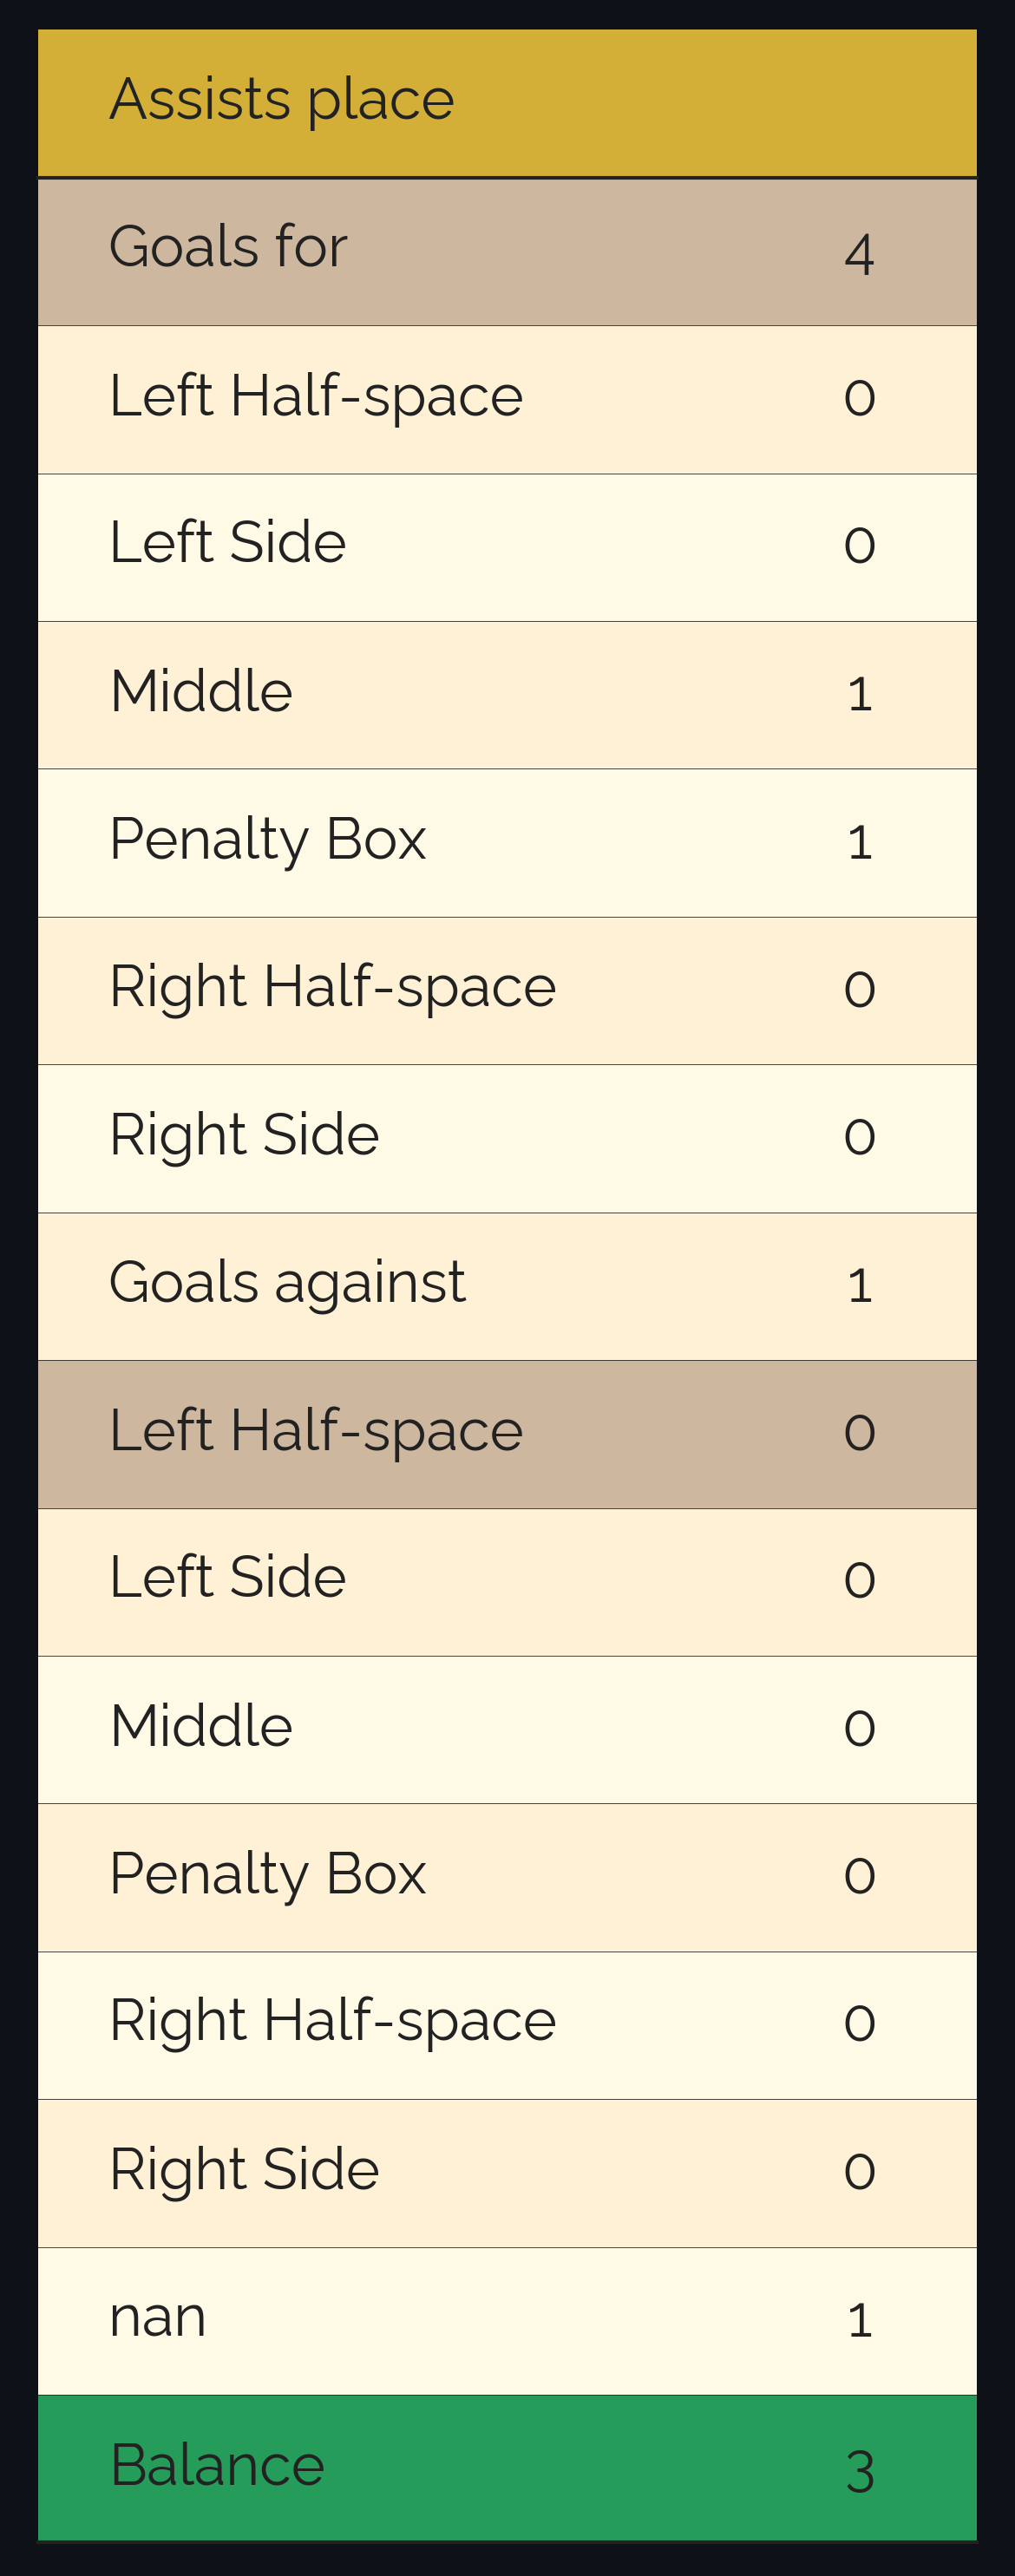 Assists place
Goals for 4
Left Half-space 0
Left Side 0
Middle 1
Penalty Box 1
Right Half-space 0
Right Side 0
Goals against 1
Left Half-space 0
Left Side 0
Middle 0
Penalty Box 0
Right Half-space 0
Right Side 0
nan 1
Balance 3